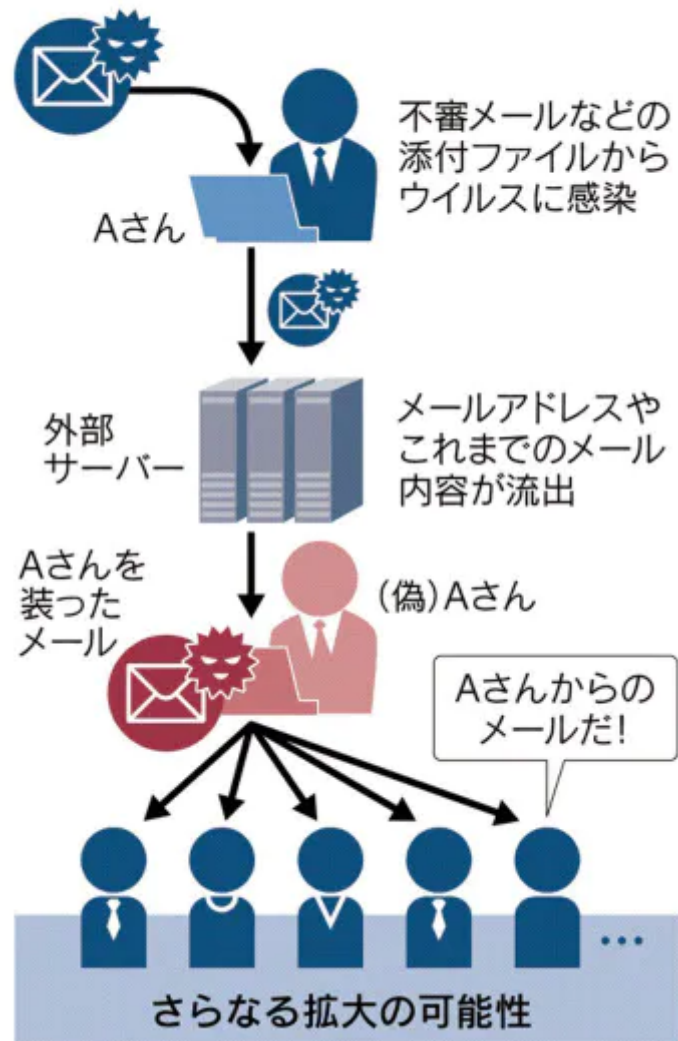 不審メールなどの
添付ファイルから
ウイルスに感染
Aさん
外部
サーバー
メールアドレスや
これまでのメール
内容が流出
Aさんを
装った
メール
(偽)Aさん
Aさんからの
メールだ!
…
さらなる拡大の可能性